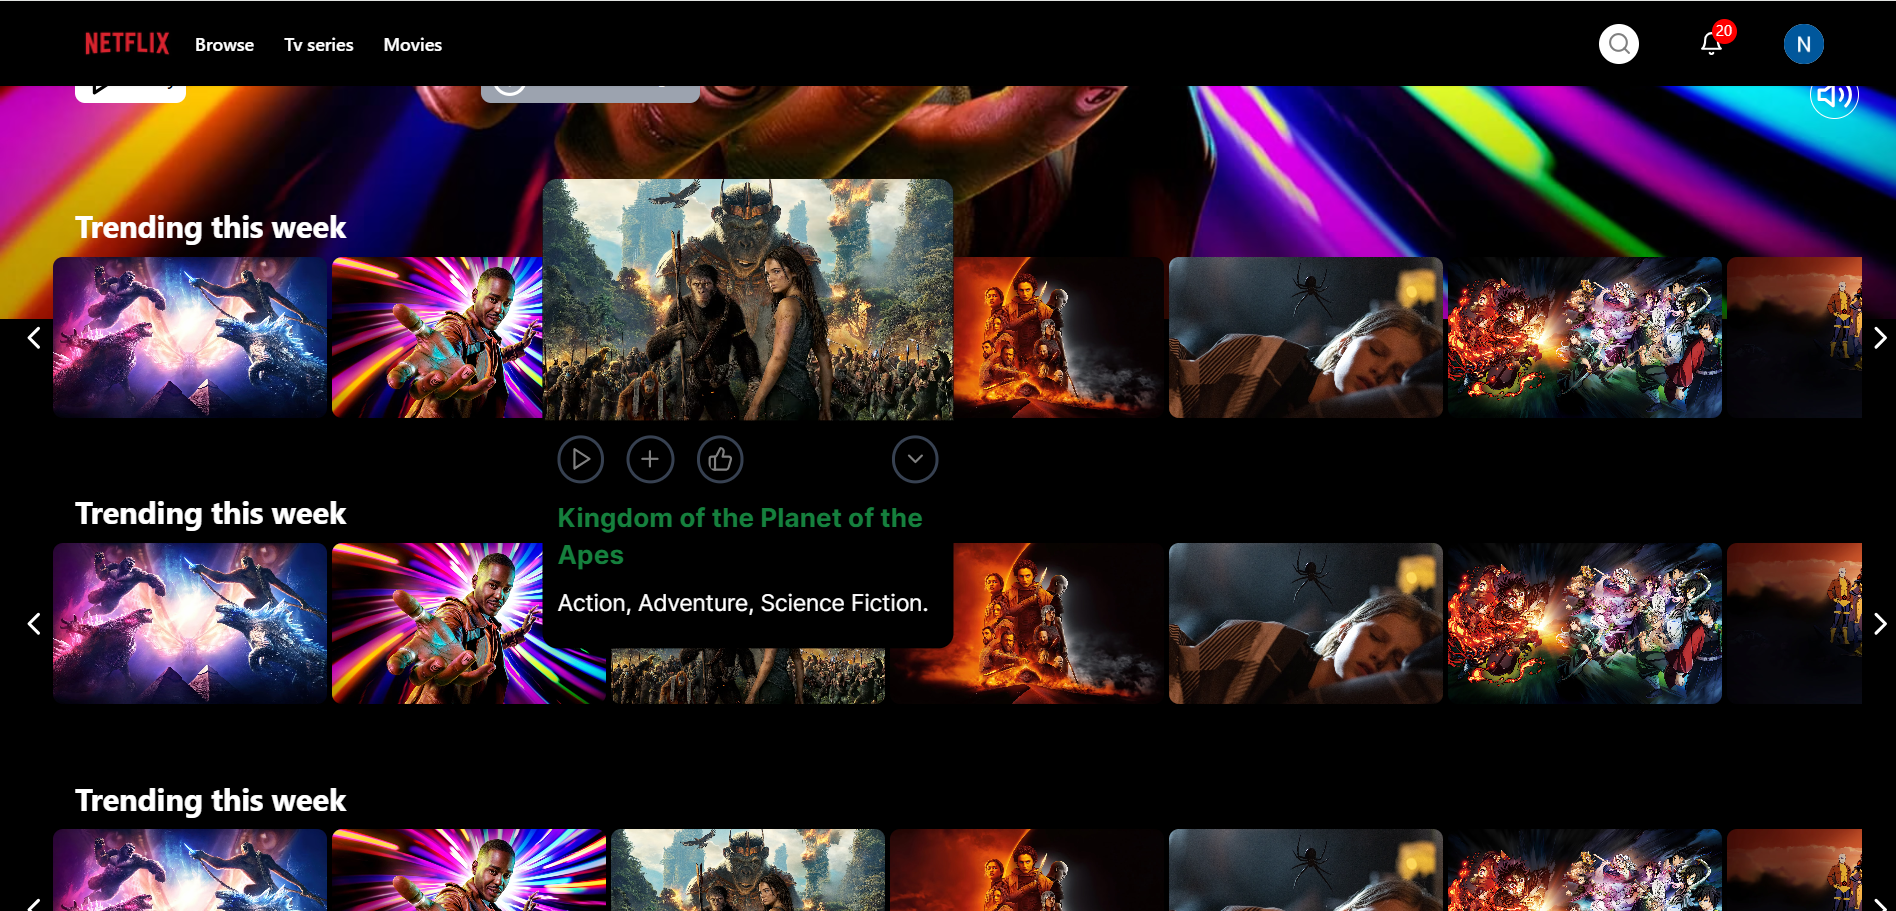 NETFLIX Browse Tv series Movies 20 N
Trending this week
Trending this week
Kingdom of the Planet of the
Apes
Action, Adventure, Science Fiction.
Trending this week